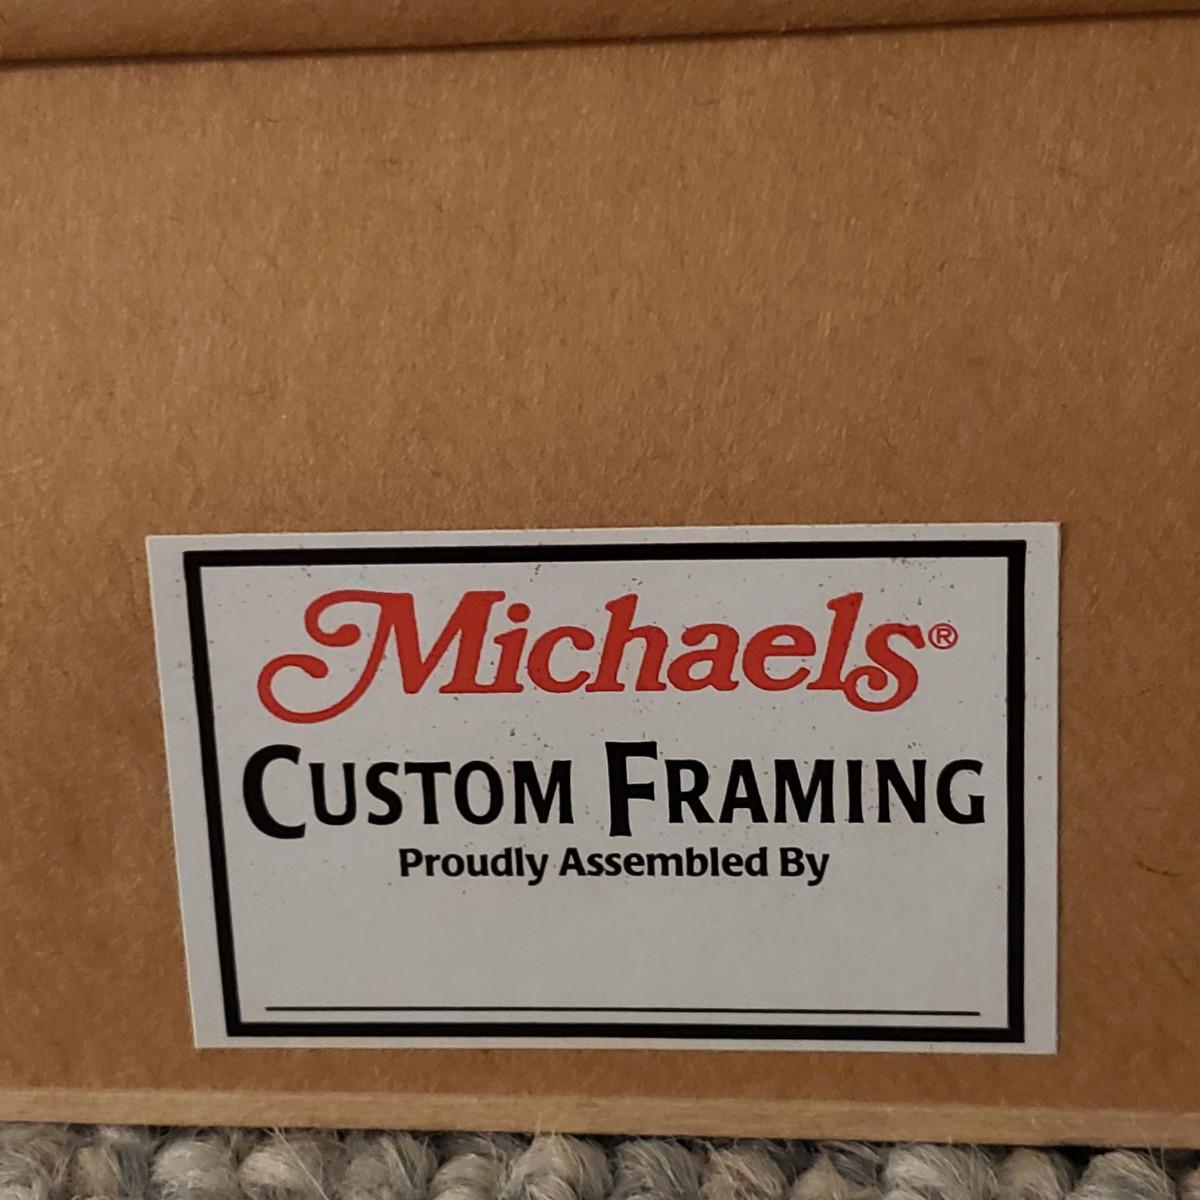 Michaels®
CUSTOM FRAMING
Proudly Assembled By